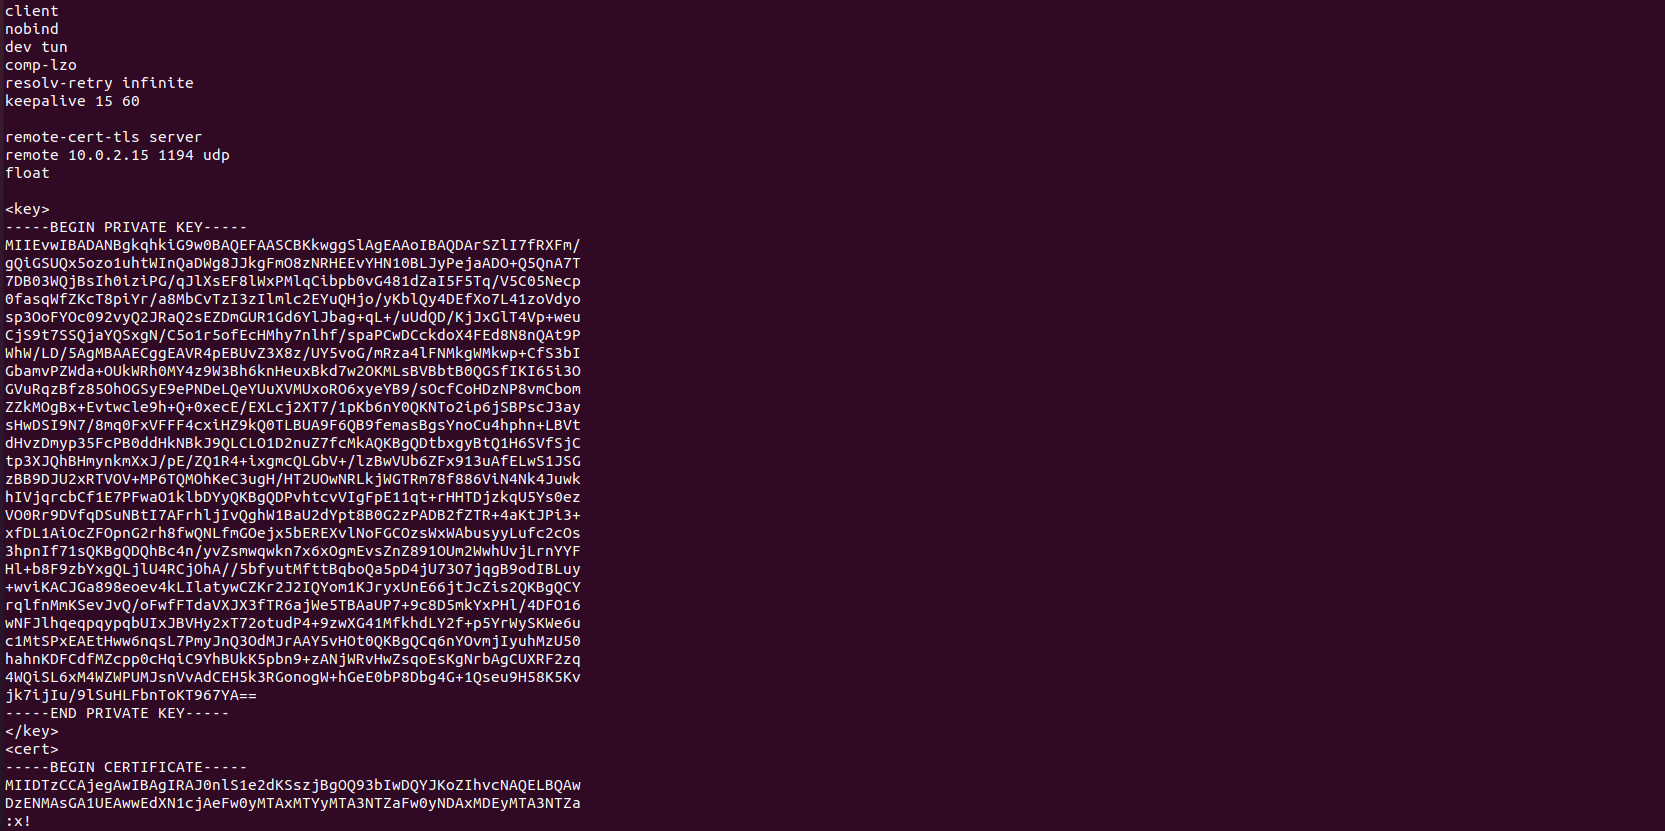 client
nobind
dev tun
comp-lzo
resolv-retry infinite
keepalive 15 60
remote-cert-tls server
remote 10.0.2.15 1194 udp
float
<key>
-----BEGIN PRIVATE KEY-----
MIIEvwIBADANBgkqhkiG9w0BAQEFAASCBKkwggSlAgEAAoIBAQDArSZlI7fRXFm/
gQiGSUQx5ozo1uhtWInQaDWg8JJkgFmO8zNRHEEvYHN10BLJyPejaADO+Q5QnA7T
7DB03WQjBsIh0iziPG/qJlXsEF8lWxPMlqCibpb0vG481dZaI5F5Tq/V5C05Necp
0fasqWfZKcT8piYr/a8MbCvTzI3zIlmlc2EYuQHjo/yKblQy4DEfXo7L41zoVdyo
sp3OoFYOc092vyQ2JRaQ2sEZDmGUR1Gd6YlJbag+qL+/uUdQD/KjJxGlT4Vp+weu
CjS9t7SSQjaYQSxgN/C5o1r5ofEcHMhy7nlhf/spaPCwDCckdoX4FEd8N8nQAt9P
WhW/LD/5AgMBAAECggEAVR4pEBUvZ3X8z/UY5voG/mRza4lFNMkgWMkwp+CfS3bI
GbamvPZWda+OUkWRh0MY4z9W3Bh6knHeuxBkd7w2OKMLsBVBbtB0QGSfIKI65i3O
GVuRqzBfz85OhOGSyE9ePNDeLQeYUuXVMUxoRO6xyeYB9/sOcfCoHDzNP8vmCbom
ZZkMOgBx+Evtwcle9h+Q+0xecE/EXLcj2XT7/1pKb6nY0QKNTo2ip6jSBPscJ3ay
sHwDSI9N7/8mq0FxVFFF4cxiHZ9kQ0TLBUA9F6QB9femasBgsYnoCu4hphn+LBVt
dHvzDmyp35FcPB0ddHkNBkJ9QLCLO1D2nuZ7fcMkAQKBgQDtbxgyBtQ1H6SVfSjC
tp3XJQhBHmynkmXxJ/pE/ZQ1R4+ixgmcQLGbV+/lzBwVUb6ZFx913uAfELwS1JSG
zBB9DJU2xRTVOV+MP6TQMOhKeC3ugH/HT2UOwNRLkjWGTRm78f886ViN4Nk4Juwk
hIVjqrcbCf1E7PFwaO1klbDYyQKBgQDPvhtcvVIgFpE11qt+rHHTDjzkqU5Ys0ez
VO0Rr9DVfqDSuNBtI7AFrhljIvQghW1BaU2dYpt8B0G2zPADB2fZTR+4aKtJPi3+
xfDL1AiOcZFOpnG2rh8fwQNLfmGOejx5bEREXvlNoFGCOzsWxWAbusyyLufc2cOs
3hpnIf71sQKBgQDQhBc4n/yvZsmwqwkn7x6xOgmEvsZnZ891OUm2WwhUvjLrnYYF
Hl+b8F9zbYxgQLjlU4RCjOhA//5bfyutMfttBqboQa5pD4jU73O7jqgB9odIBLuy
+wviKACJGa898eoev4kLIlatywCZKr2J2IQYom1KJryxUnE66jtJcZis2QKBgQCY
rqlfnMmKSevJvQ/oFwfFTdaVXJX3fTR6ajWe5TBAaUP7+9c8D5mkYxPHl/4DFO16
wNFJlhqeqpqypqbUIxJBVHy2xT72otudP4+9zwXG41MfkhdLY2f+p5YrWySKWe6u
c1MtSPxEAEtHww6nqsL7PmyJnQ3OdMJrAAY5vHOt0QKBgQCq6nYOvmjIyuhMzU50
hahnKDFCdfMZcpp0cHqiC9YhBUkK5pbn9+zANjWRvHwZsqoEsKgNrbAgCUXRF2zq
4WQiSL6xM4WZWPUMJsnVvAdCEH5k3RGonogW+hGeE0bP8Dbg4G+1Qseu9H58K5Kv
jk7ijIu/9lSuHLFbnToKT967YA==
-----END PRIVATE KEY-----
</key>
<cert>
-----BEGIN CERTIFICATE-----
MIIDTzCCAjegAwIBAgIRAJ0nlS1e2dKSszjBgOQ93bIwDQYJKoZIhvcNAQELBQAw
DzENMAsGA1UEAwwEdXN1cjAeFw0yMTAxMTYyMTA3NTZaFw0yNDAxMDEyMTA3NTZa
:x!